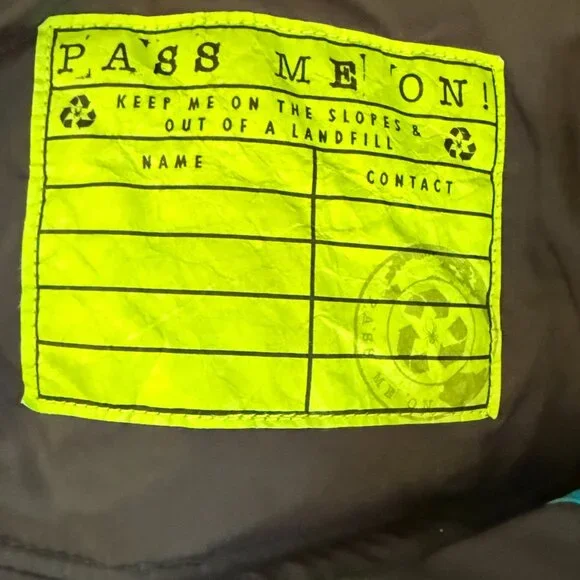 PASS ME ON!
KEEP ME ON THE SLOPES &
OUT OF A LANDFILL
NAME CONTACT
PASS ME ON